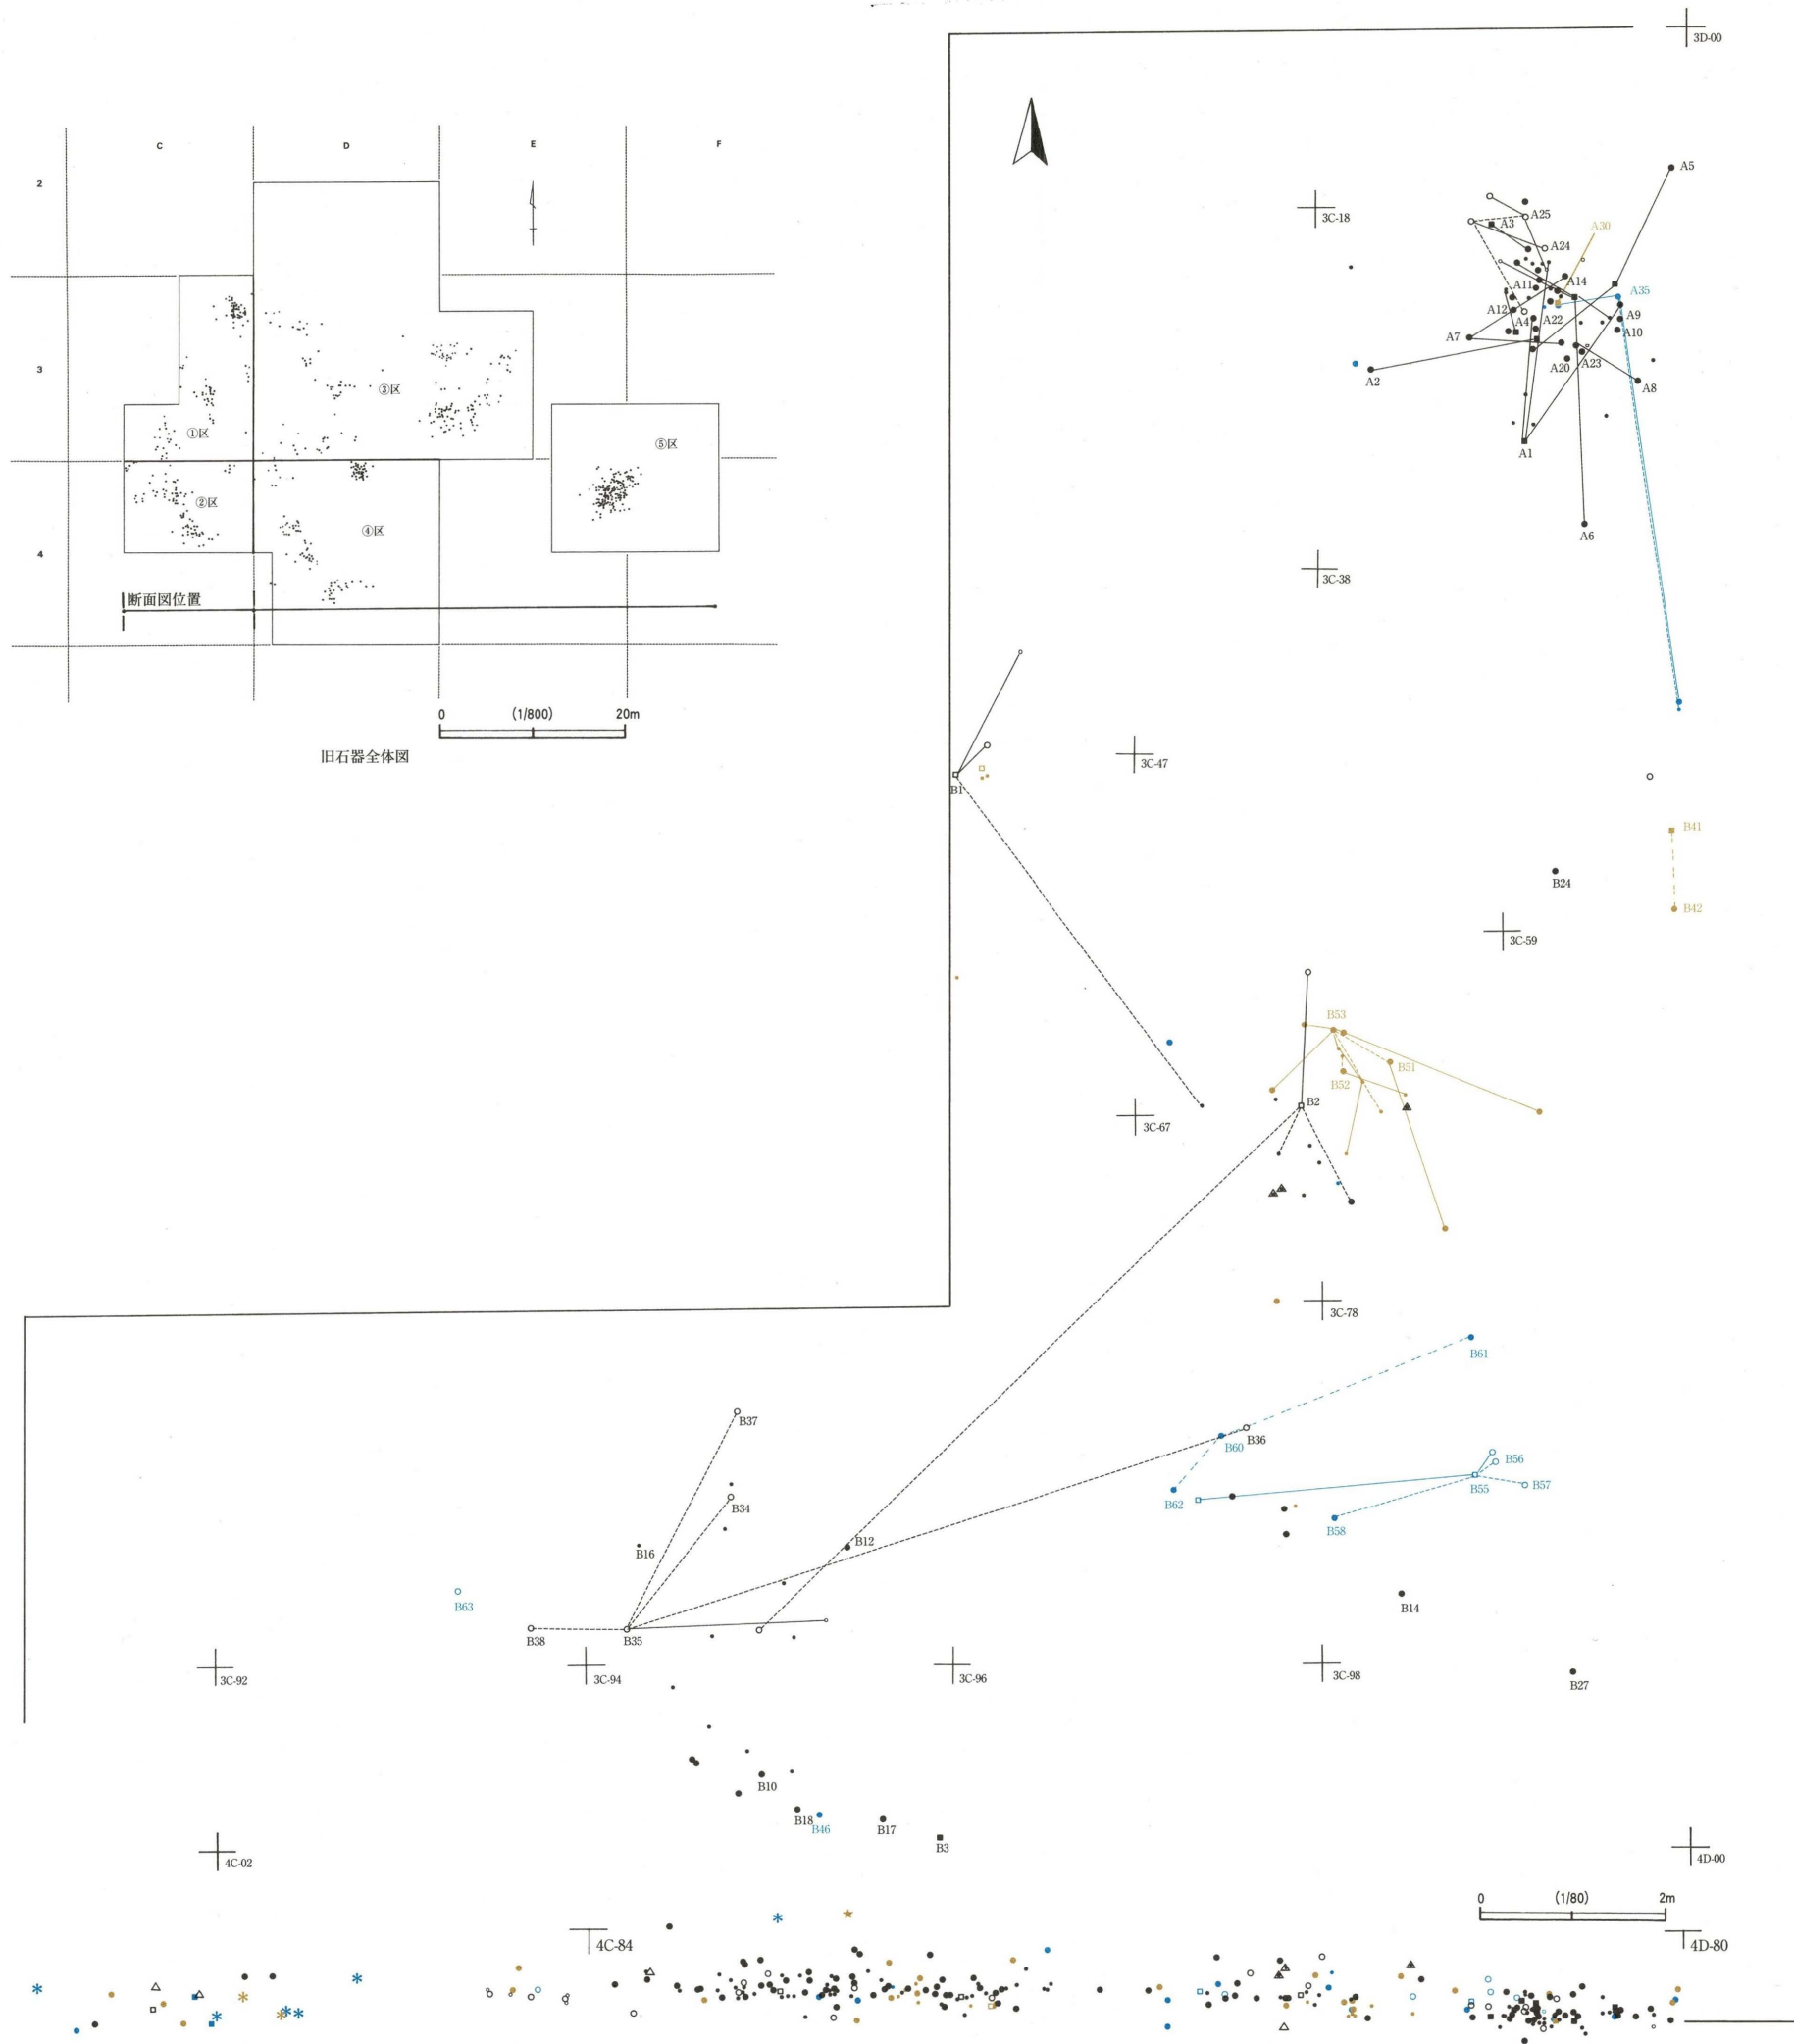 3D-00
C D E F
2
3
4
①区
②区
③区
④区
⑤区
断面図位置
0 (1/800) 20m
旧石器全体図
A5
3C-18
A25
A3
A30
A24
A14
A11
A35
A12
A9
A4
A22
A10
A7
A20
A23
A2
A8
A1
A6
3C-38
3C-47
B1
B41
B24
B42
3C-59
B53
B51
B52
B2
3C-67
3C-78
B61
B37
B36
B60
B56
B55
B57
B34
B62
B58
B12
B16
B63
B14
B38
B35
3C-92
3C-94
3C-96
3C-98
B27
B10
B18
B46
B17
B3
4C-02
4D-00
0 (1/80) 2m
4C-84
4D-80